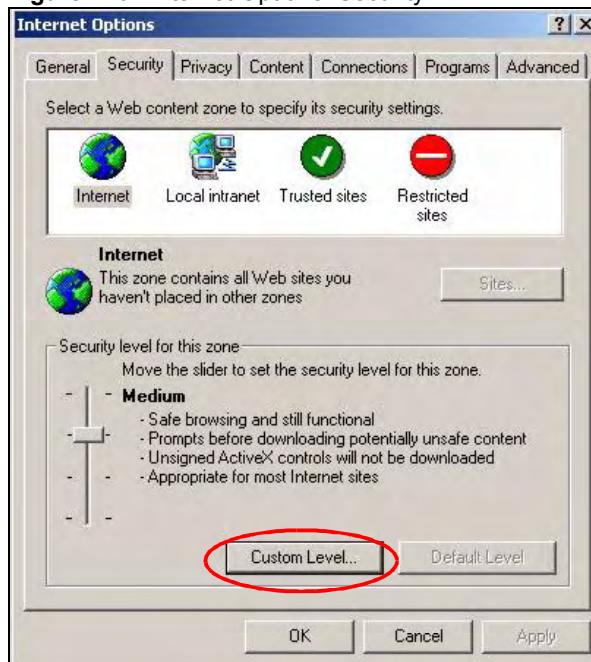 Internet Options
General Security Privacy Content Connections Programs Advanced
Select a Web content zone to specify its security settings.
Internet Local intranet Trusted sites Restricted sites
Internet
This zone contains all Web sites you
haven't placed in other zones
Sites...
Security level for this zone
Move the slider to set the security level for this zone.
Medium
- Safe browsing and still functional
- Prompts before downloading potentially unsafe content
- Unsigned ActiveX controls will not be downloaded
- Appropriate for most Internet sites
Custom Level... Default Level
OK Cancel Apply